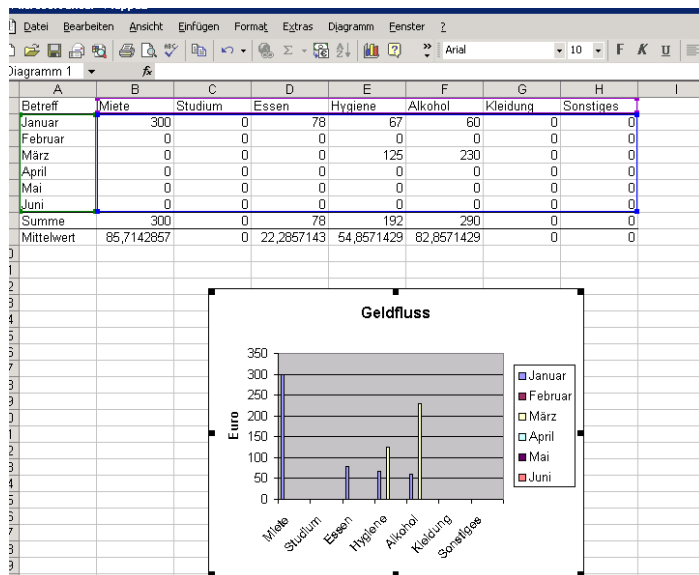 Datei Bearbeiten Ansicht Einfügen Format Extras Diagramm Fenster ?
Arial 10 F K U
Diagramm 1 fx
A B C D E F G H I
Betreff Miete Studium Essen Hygiene Alkohol Kleidung Sonstiges
Januar 300 0 78 67 60 0 0
Februar 0 0 0 0 0 0 0
März 0 0 0 125 230 0 0
April 0 0 0 0 0 0 0
Mai 0 0 0 0 0 0 0
Juni 0 0 0 0 0 0 0
Summe 300 0 78 192 290 0 0
Mittelwert 85,7142857 0 22,2857143 54,8571429 82,8571429 0 0
Geldfluss
Euro
350
300
250
200
150
100
50
0
Miete Studium Essen Hygiene Alkohol Kleidung Sonstiges
Januar
Februar
März
April
Mai
Juni